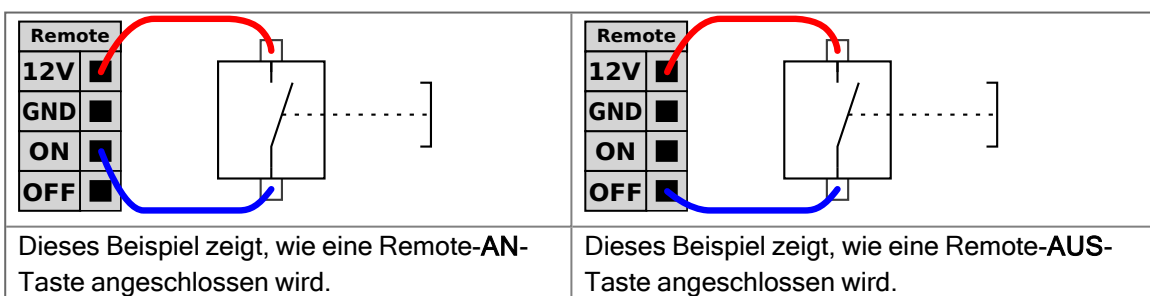 Remote
12V
GND
ON
OFF
Dieses Beispiel zeigt, wie eine Remote-AN-
Taste angeschlossen wird.
Remote
12V
GND
ON
OFF
Dieses Beispiel zeigt, wie eine Remote-AUS-
Taste angeschlossen wird.